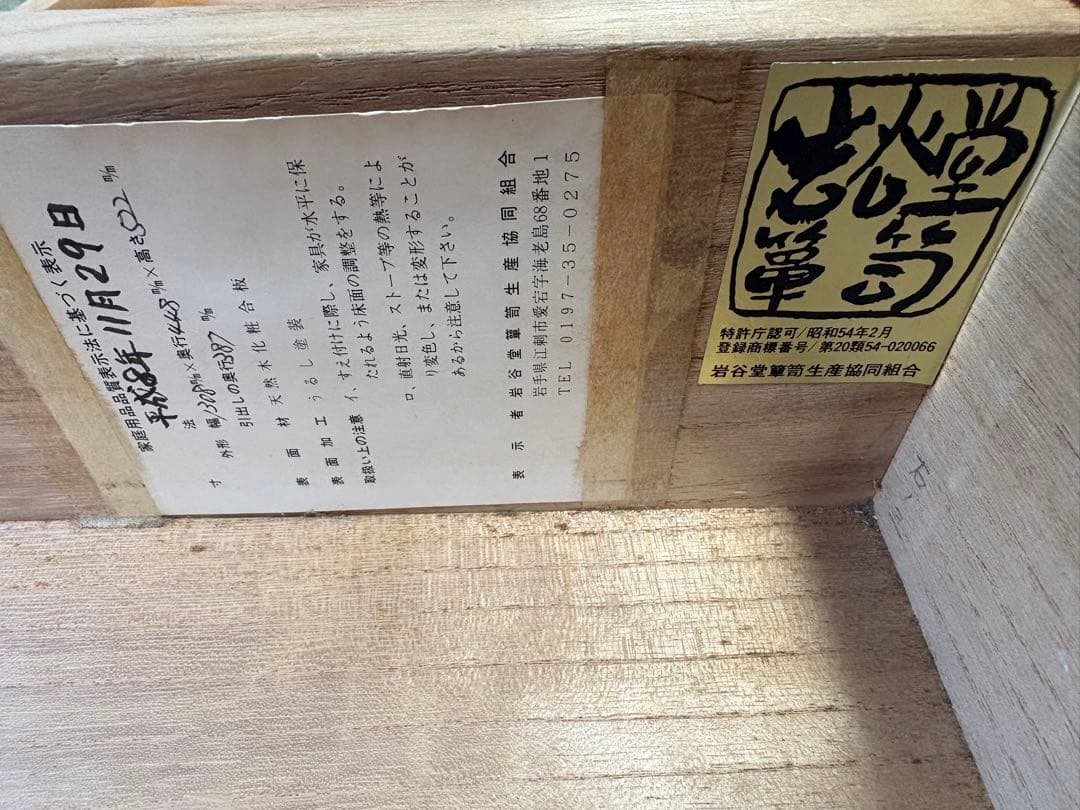 家庭用品品質表示法に基づく表示
平成8年11月29日
寸法
外形 幅1308㎜×奥行448㎜×高さ502㎜
引出しの奥行387㎜
表面材 天然木化粧合板
表面加工 うるし塗装
取扱い上の注意 イ、すえ付けに際し、家具が水平に保
たれるよう床面の調整をする。
ロ、直射日光、ストーブ等の熱等によ
り変色し、または変形することが
あるから注意して下さい。
表示者 岩谷堂簞笥生産協同組合
岩手県江刺市愛宕字海老島68番地1
TEL 0197-35-0275
岩谷堂
簞笥
特許庁認可/昭和54年2月
登録商標番号/第20類54-020066
岩谷堂簞笥生産協同組合